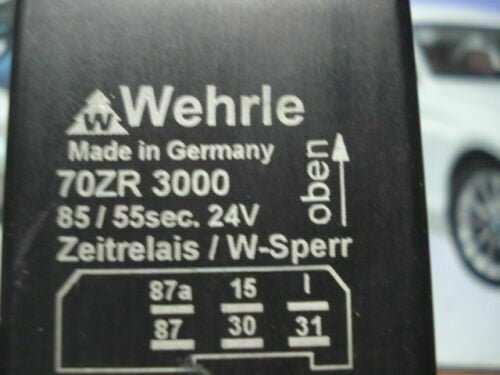 W Wehrle
Made in Germany
70ZR 3000
85 / 55sec. 24V
oben
Zeitrelais / W-Sperr
87a 15 l
87 30 31